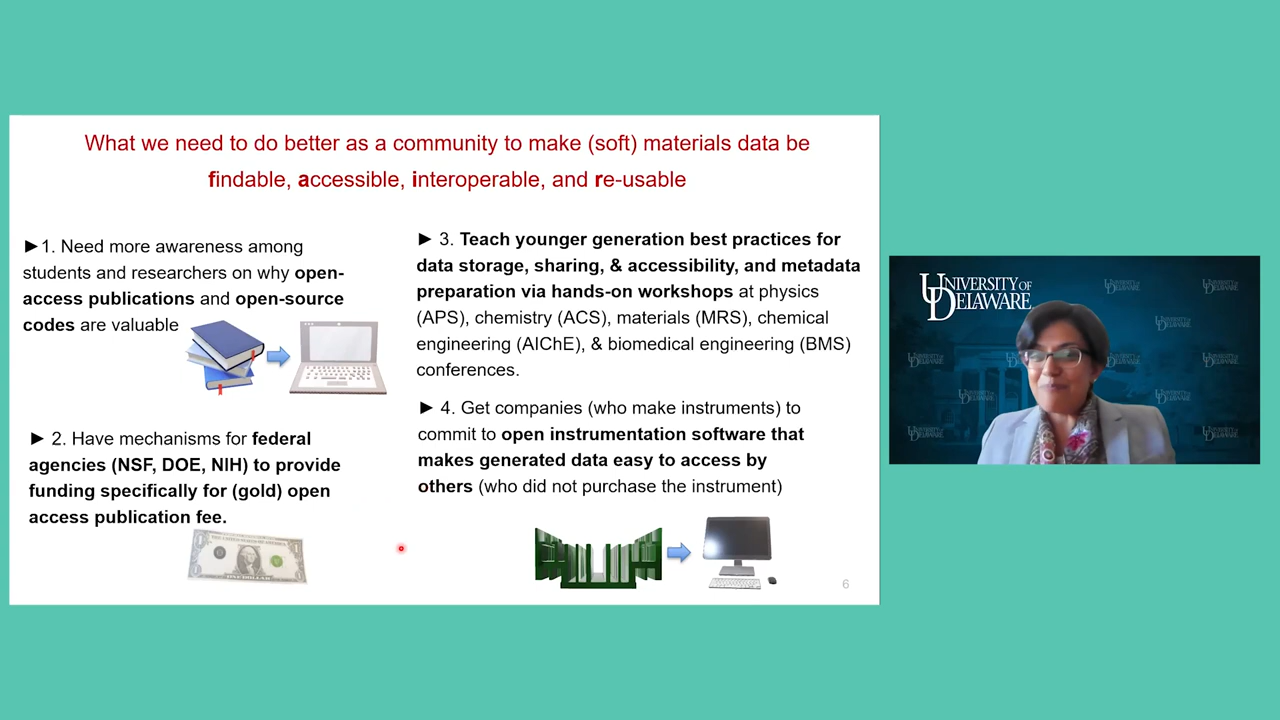 What we need to do better as a community to make (soft) materials data be
findable, accessible, interoperable, and re-usable
►1. Need more awareness among
students and researchers on why open-
access publications and open-source
codes are valuable
► 2. Have mechanisms for federal
agencies (NSF, DOE, NIH) to provide
funding specifically for (gold) open
access publication fee.
► 3. Teach younger generation best practices for
data storage, sharing, & accessibility, and metadata
preparation via hands-on workshops at physics
(APS), chemistry (ACS), materials (MRS), chemical
engineering (AIChE), & biomedical engineering (BMS)
conferences.
► 4. Get companies (who make instruments) to
commit to open instrumentation software that
makes generated data easy to access by
others (who did not purchase the instrument)
6
UNIVERSITY OF
DELAWARE
ONE DOLLAR